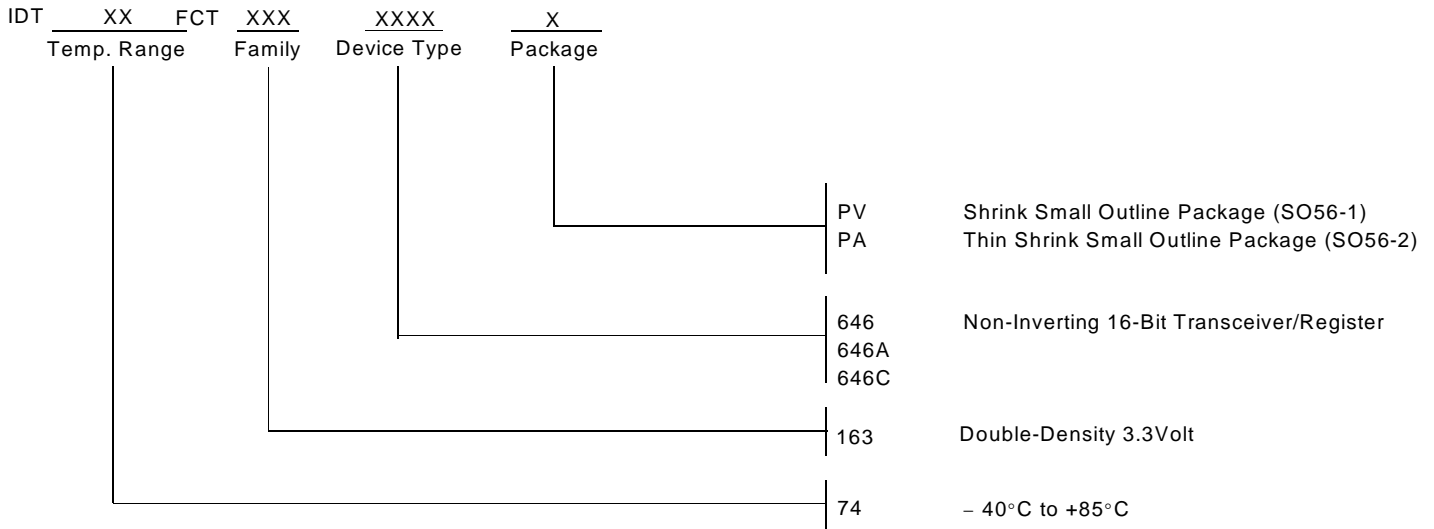 IDT XX FCT XXX XXXX X
Temp. Range Family Device Type Package
PV Shrink Small Outline Package (SO56-1)
PA Thin Shrink Small Outline Package (SO56-2)
646 Non-Inverting 16-Bit Transceiver/Register
646A
646C
163 Double-Density 3.3Volt
74 – 40°C to +85°C